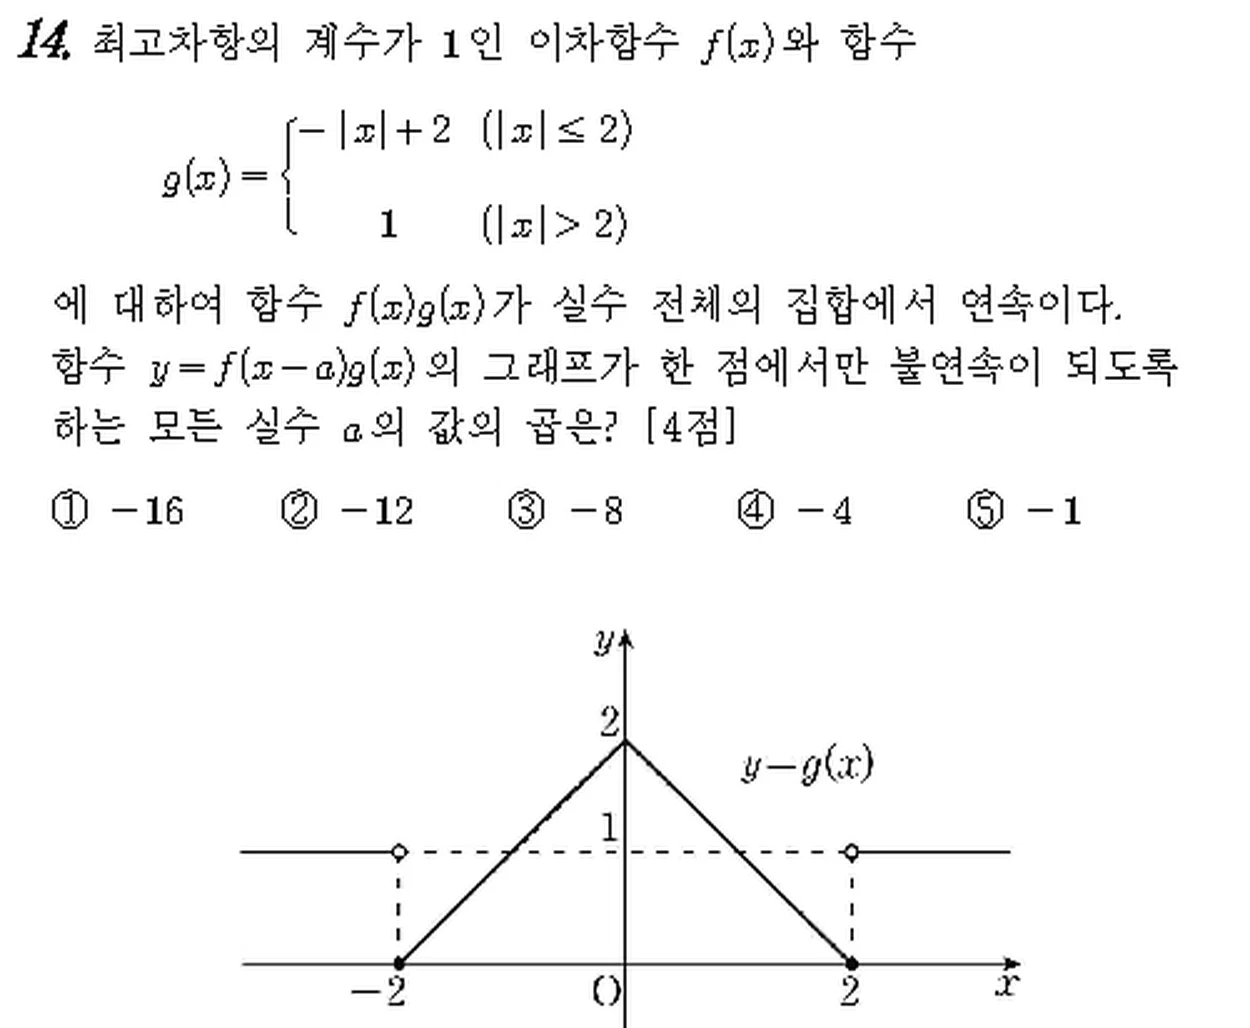 14. 최고차항의 계수가 1인 이차함수 f(x)와 함수
g(x) = { -|x|+2 (|x| ≤ 2)
1 (|x| > 2)
에 대하여 함수 f(x)g(x)가 실수 전체의 집합에서 연속이다.
함수 y=f(x-a)g(x)의 그래프가 한 점에서만 불연속이 되도록
하는 모든 실수 a의 값의 곱은? [4점]
① -16 ② -12 ③ -8 ④ -4 ⑤ -1
y
2
y-g(x)
1
-2 O 2 x